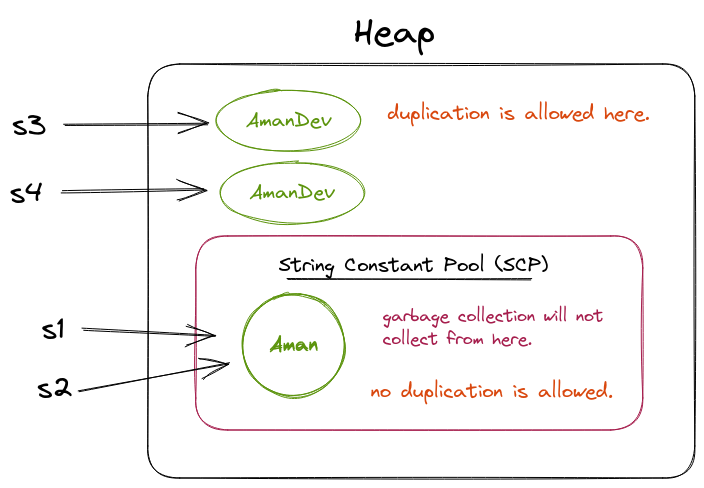 Heap
s3
AmanDev
duplication is allowed here.
s4
AmanDev
String Constant Pool (SCP)
s1
s2
Aman
garbage collection will not
collect from here.
no duplication is allowed.